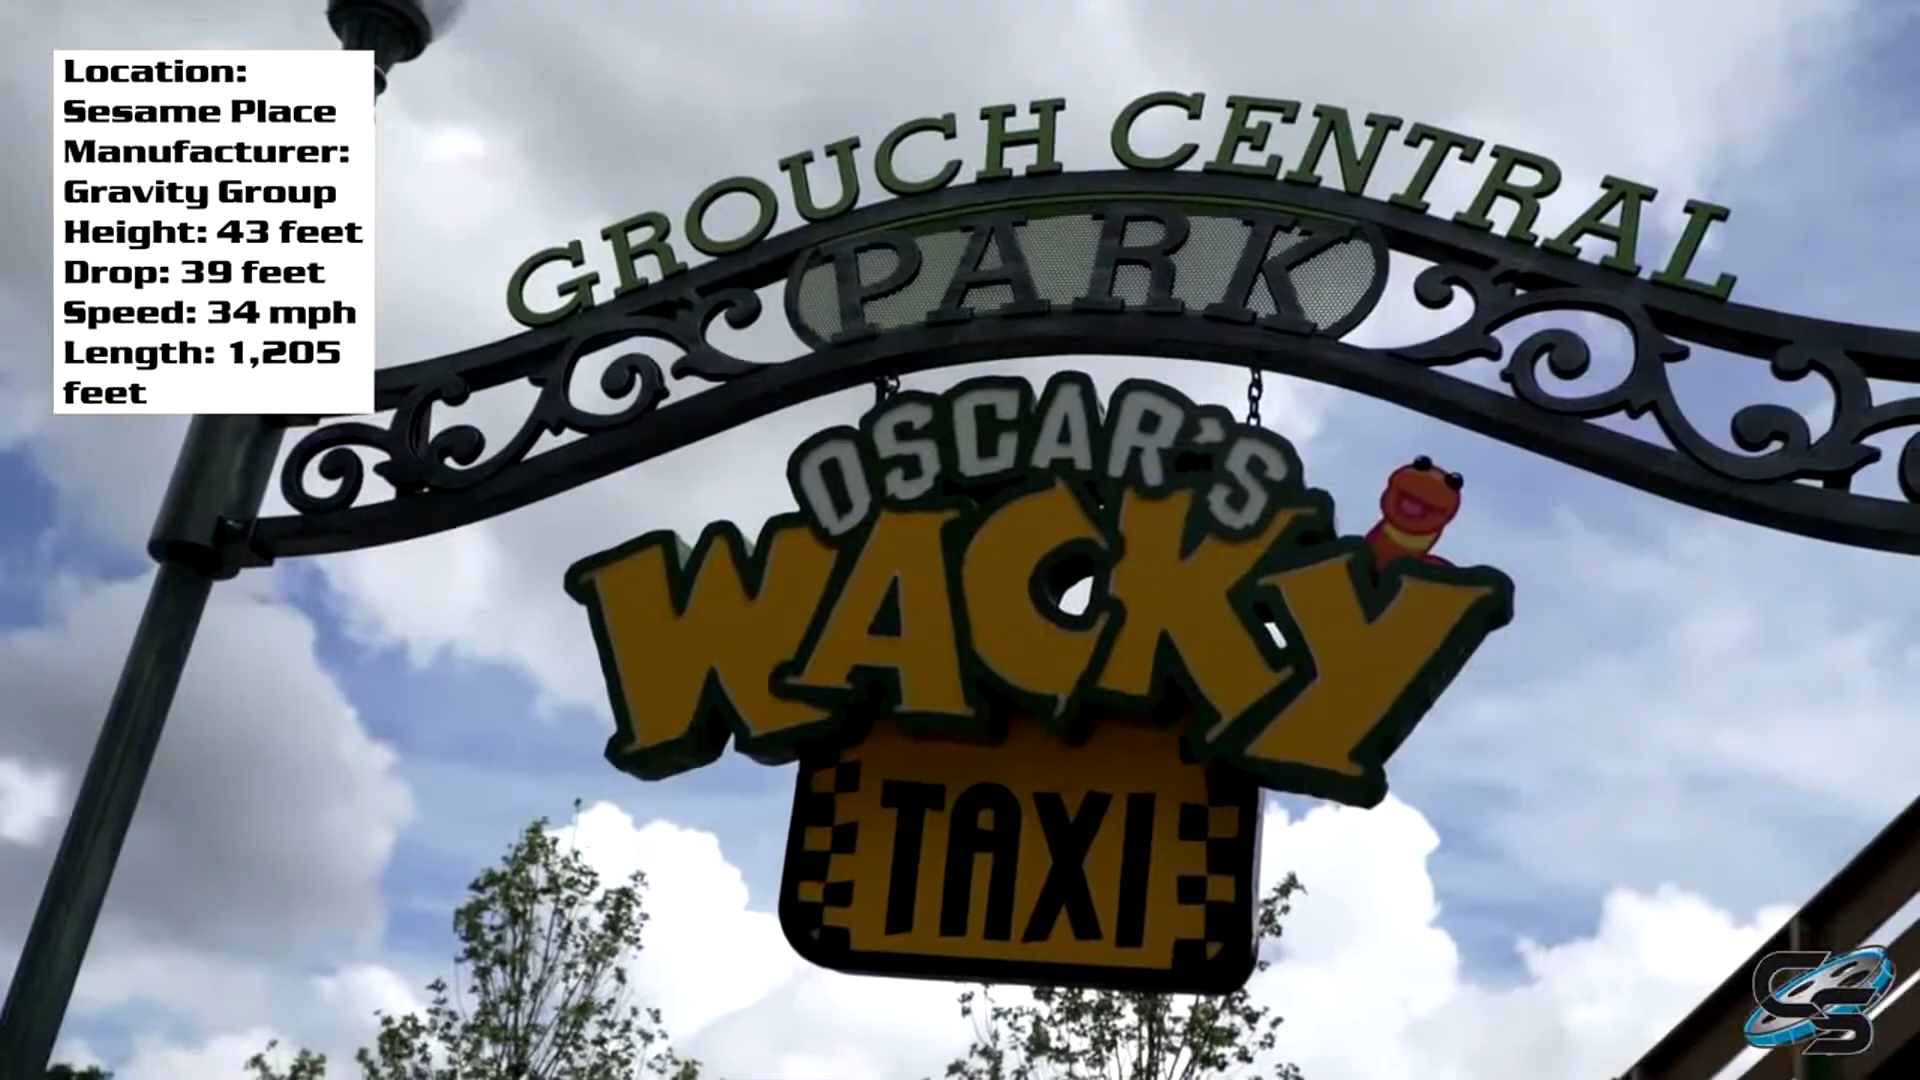 Location:
Sesame Place
Manufacturer:
Gravity Group
Height: 43 feet
Drop: 39 feet
Speed: 34 mph
Length: 1,205
feet
GROUCH CENTRAL
PARK
OSCAR'S
WACKY
TAXI
CS